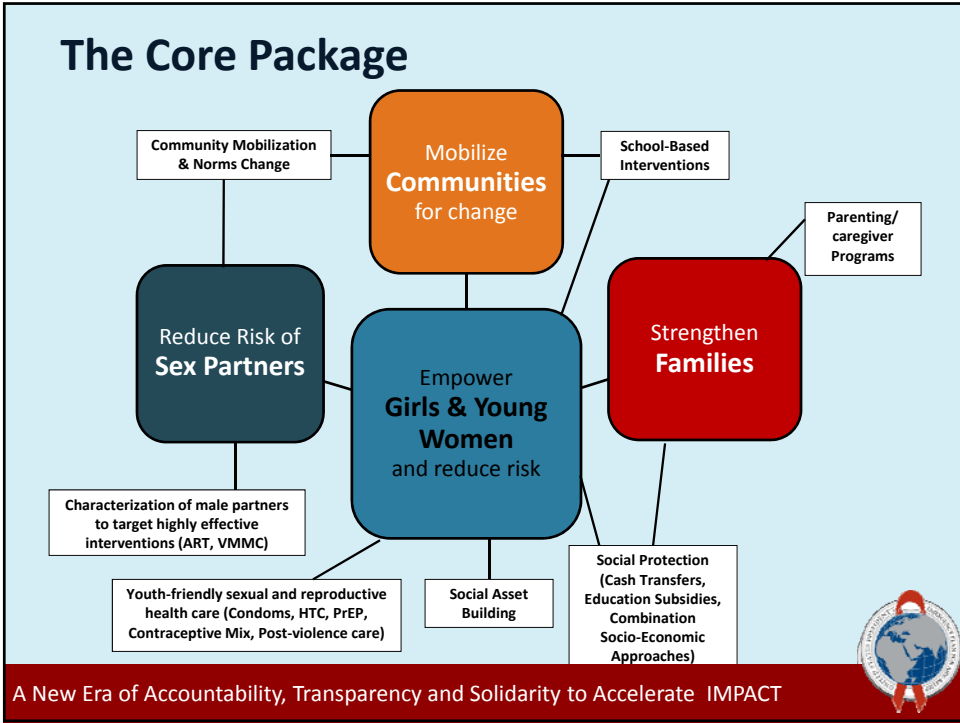 The Core Package
Community Mobilization
& Norms Change
Mobilize
Communities
for change
School-Based
Interventions
Parenting/
caregiver
Programs
Reduce Risk of
Sex Partners
Empower
Girls & Young
Women
and reduce risk
Strengthen
Families
Characterization of male partners
to target highly effective
interventions (ART, VMMC)
Youth-friendly sexual and reproductive
health care (Condoms, HTC, PrEP,
Contraceptive Mix, Post-violence care)
Social Asset
Building
Social Protection
(Cash Transfers,
Education Subsidies,
Combination
Socio-Economic
Approaches)
A New Era of Accountability, Transparency and Solidarity to Accelerate IMPACT